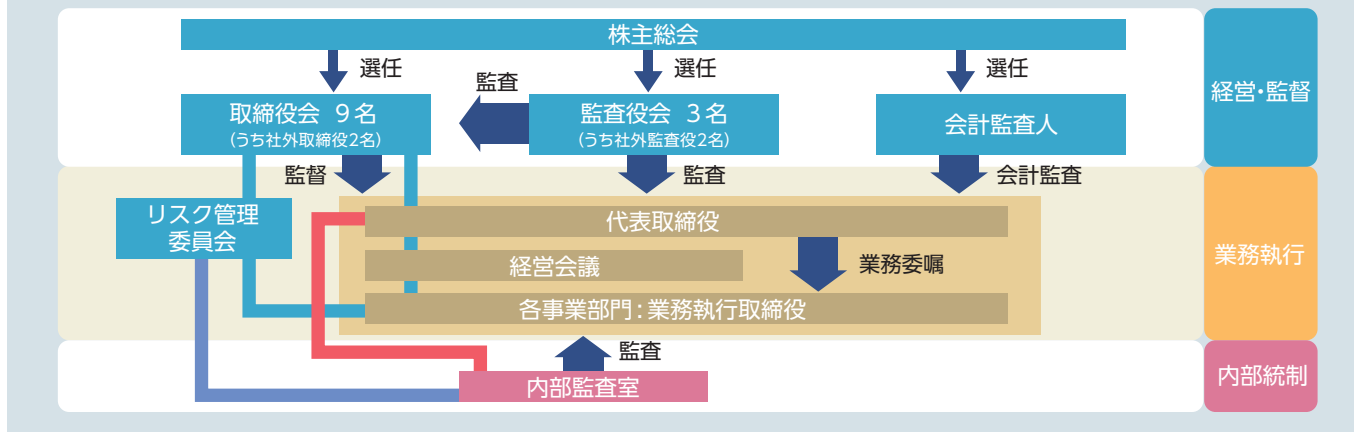 株主総会
選任
選任
選任
監査
取締役会 9名
(うち社外取締役2名)
監査役会 3名
(うち社外監査役2名)
会計監査人
経営・監督
監督
監査
会計監査
リスク管理
委員会
代表取締役
経営会議
業務委嘱
各事業部門:業務執行取締役
業務執行
監査
内部監査室
内部統制